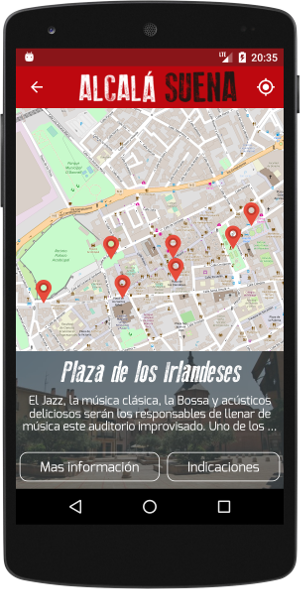 LTE 20:35
ALCALÁ SUENA
Plaza de los Irlandeses
El Jazz, la música clásica, la Bossa y acústicos
deliciosos serán los responsables de llenar de
música este auditorio improvisado. Uno de los ...
Mas información
Indicaciones